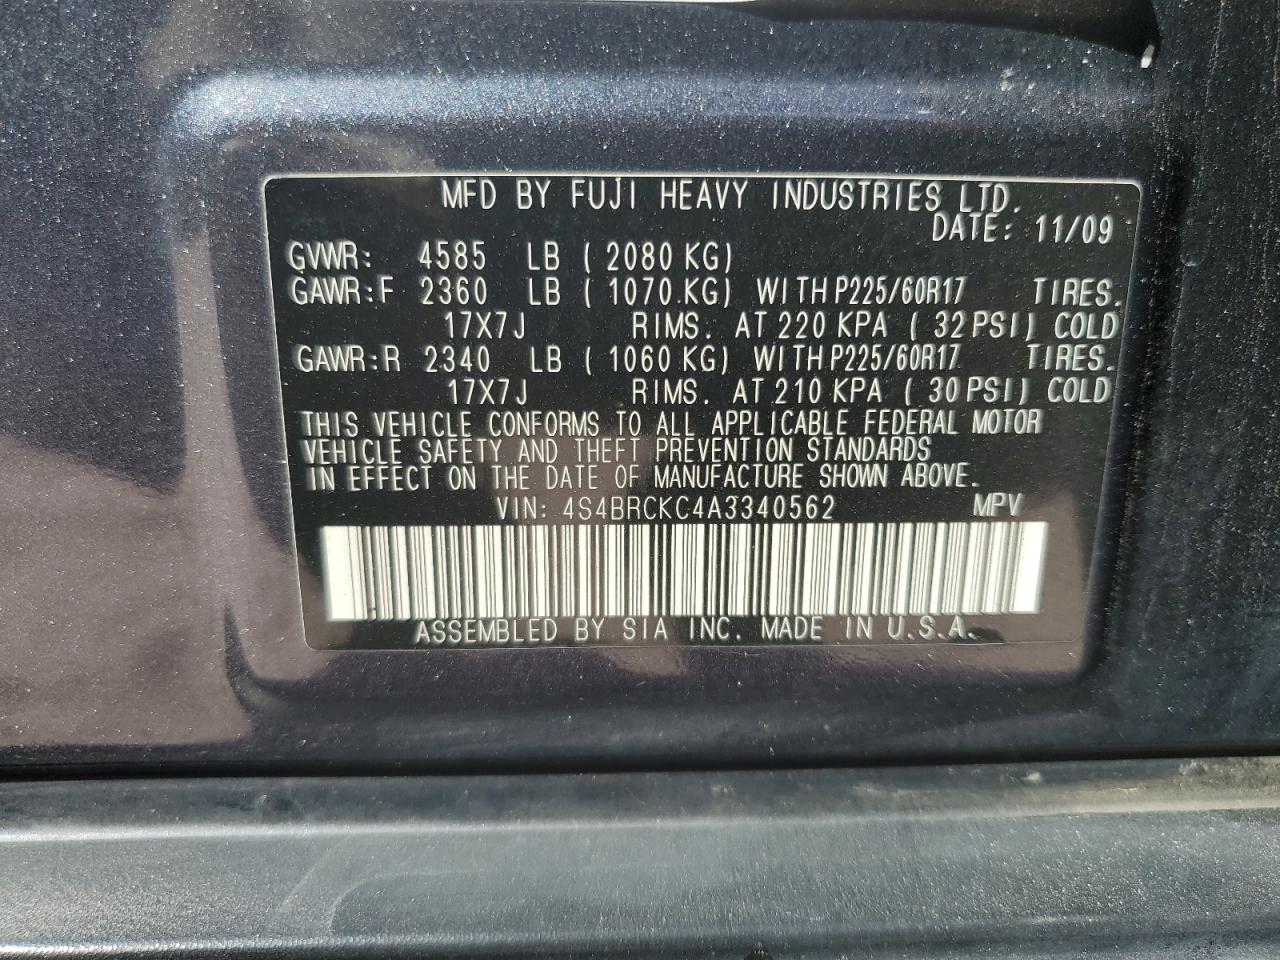 MFD BY FUJI HEAVY INDUSTRIES LTD.
DATE: 11/09
GVWR: 4585 LB ( 2080 KG)
GAWR:F 2360 LB ( 1070 KG) WITH P225/60R17 TIRES.
17X7J RIMS. AT 220 KPA ( 32 PSI) COLD
GAWR:R 2340 LB ( 1060 KG) WITH P225/60R17 TIRES.
17X7J RIMS. AT 210 KPA ( 30 PSI) COLD
THIS VEHICLE CONFORMS TO ALL APPLICABLE FEDERAL MOTOR
VEHICLE SAFETY AND THEFT PREVENTION STANDARDS
IN EFFECT ON THE DATE OF MANUFACTURE SHOWN ABOVE.
VIN: 4S4BRCKC4A3340562 MPV
ASSEMBLED BY SIA INC. MADE IN U.S.A.